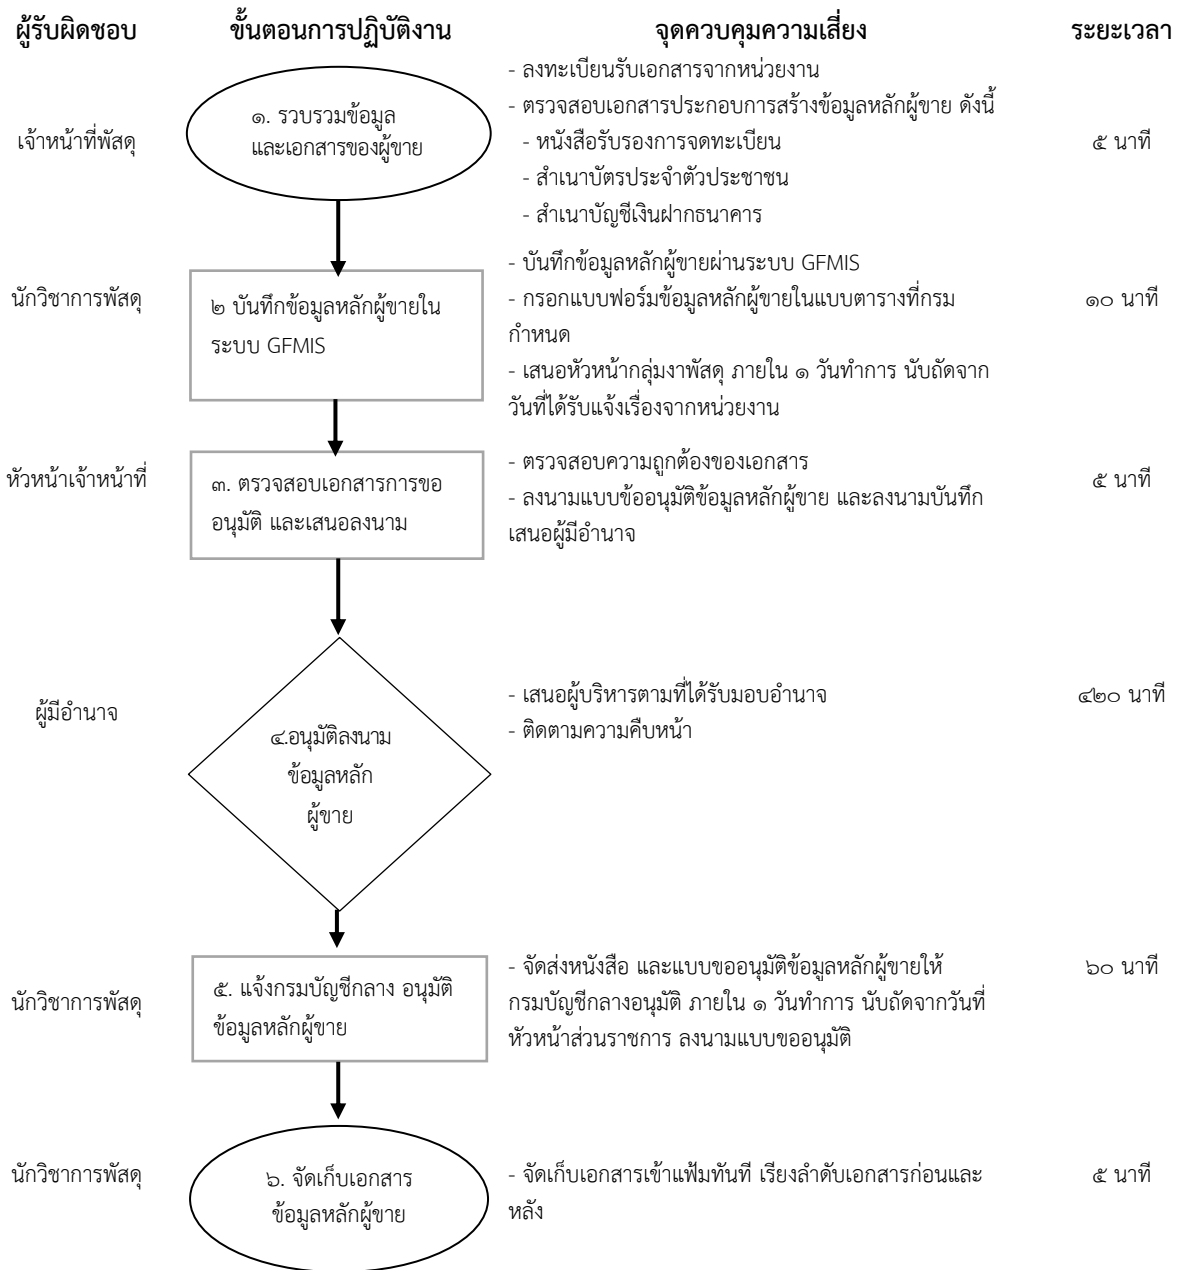 ผู้รับผิดชอบ ขั้นตอนการปฏิบัติงาน จุดควบคุมความเสี่ยง ระยะเวลา
เจ้าหน้าที่พัสดุ
๑. รวบรวมข้อมูล
และเอกสารของผู้ขาย
- ลงทะเบียนรับเอกสารจากหน่วยงาน
- ตรวจสอบเอกสารประกอบการสร้างข้อมูลหลักผู้ขาย ดังนี้
- หนังสือรับรองการจดทะเบียน
- สำเนาบัตรประจำตัวประชาชน
- สำเนาบัญชีเงินฝากธนาคาร
๕ นาที
นักวิชาการพัสดุ
๒ บันทึกข้อมูลหลักผู้ขายใน
ระบบ GFMIS
- บันทึกข้อมูลหลักผู้ขายผ่านระบบ GFMIS
- กรอกแบบฟอร์มข้อมูลหลักผู้ขายในแบบตารางที่กรม
กำหนด
- เสนอหัวหน้ากลุ่มงาพัสดุ ภายใน ๑ วันทำการ นับถัดจาก
วันที่ได้รับแจ้งเรื่องจากหน่วยงาน
๑๐ นาที
หัวหน้าเจ้าหน้าที่
๓. ตรวจสอบเอกสารการขอ
อนุมัติ และเสนอลงนาม
- ตรวจสอบความถูกต้องของเอกสาร
- ลงนามแบบข้ออนุมัติข้อมูลหลักผู้ขาย และลงนามบันทึก
เสนอผู้มีอำนาจ
๕ นาที
ผู้มีอำนาจ
๔.อนุมัติลงนาม
ข้อมูลหลัก
ผู้ขาย
- เสนอผู้บริหารตามที่ได้รับมอบอำนาจ
- ติดตามความคืบหน้า
๔๒๐ นาที
นักวิชาการพัสดุ
๕. แจ้งกรมบัญชีกลาง อนุมัติ
ข้อมูลหลักผู้ขาย
- จัดส่งหนังสือ และแบบขออนุมัติข้อมูลหลักผู้ขายให้
กรมบัญชีกลางอนุมัติ ภายใน ๑ วันทำการ นับถัดจากวันที่
หัวหน้าส่วนราชการ ลงนามแบบขออนุมัติ
๖๐ นาที
นักวิชาการพัสดุ
๖. จัดเก็บเอกสาร
ข้อมูลหลักผู้ขาย
- จัดเก็บเอกสารเข้าแฟ้มทันที เรียงลำดับเอกสารก่อนและ
หลัง
๕ นาที